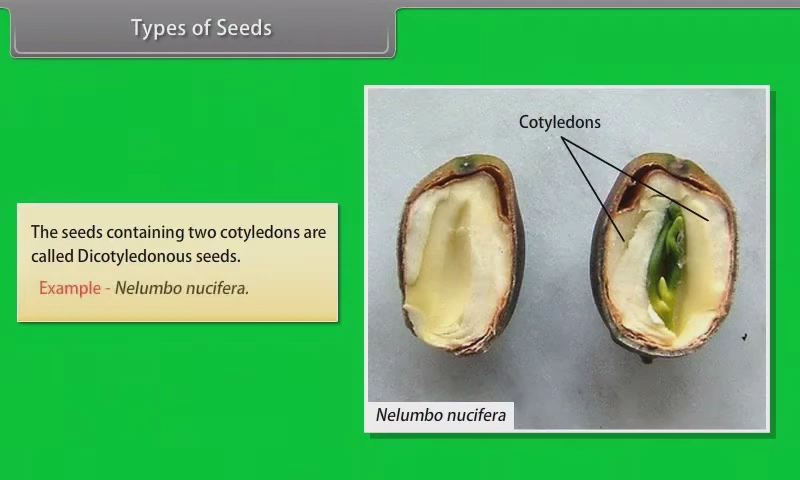 Types of Seeds
Cotyledons
The seeds containing two cotyledons are
called Dicotyledonous seeds.
Example - Nelumbo nucifera.
Nelumbo nucifera